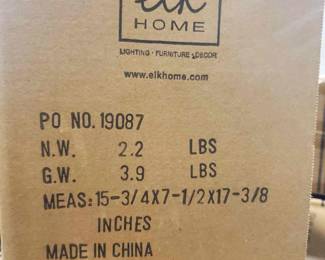 elk
HOME
LIGHTING · FURNITURE · DECOR
www.elkhome.com
PO NO. 19087
N.W. 2.2 LBS
G.W. 3.9 LBS
MEAS:15-3/4X7-1/2X17-3/8
INCHES
MADE IN CHINA